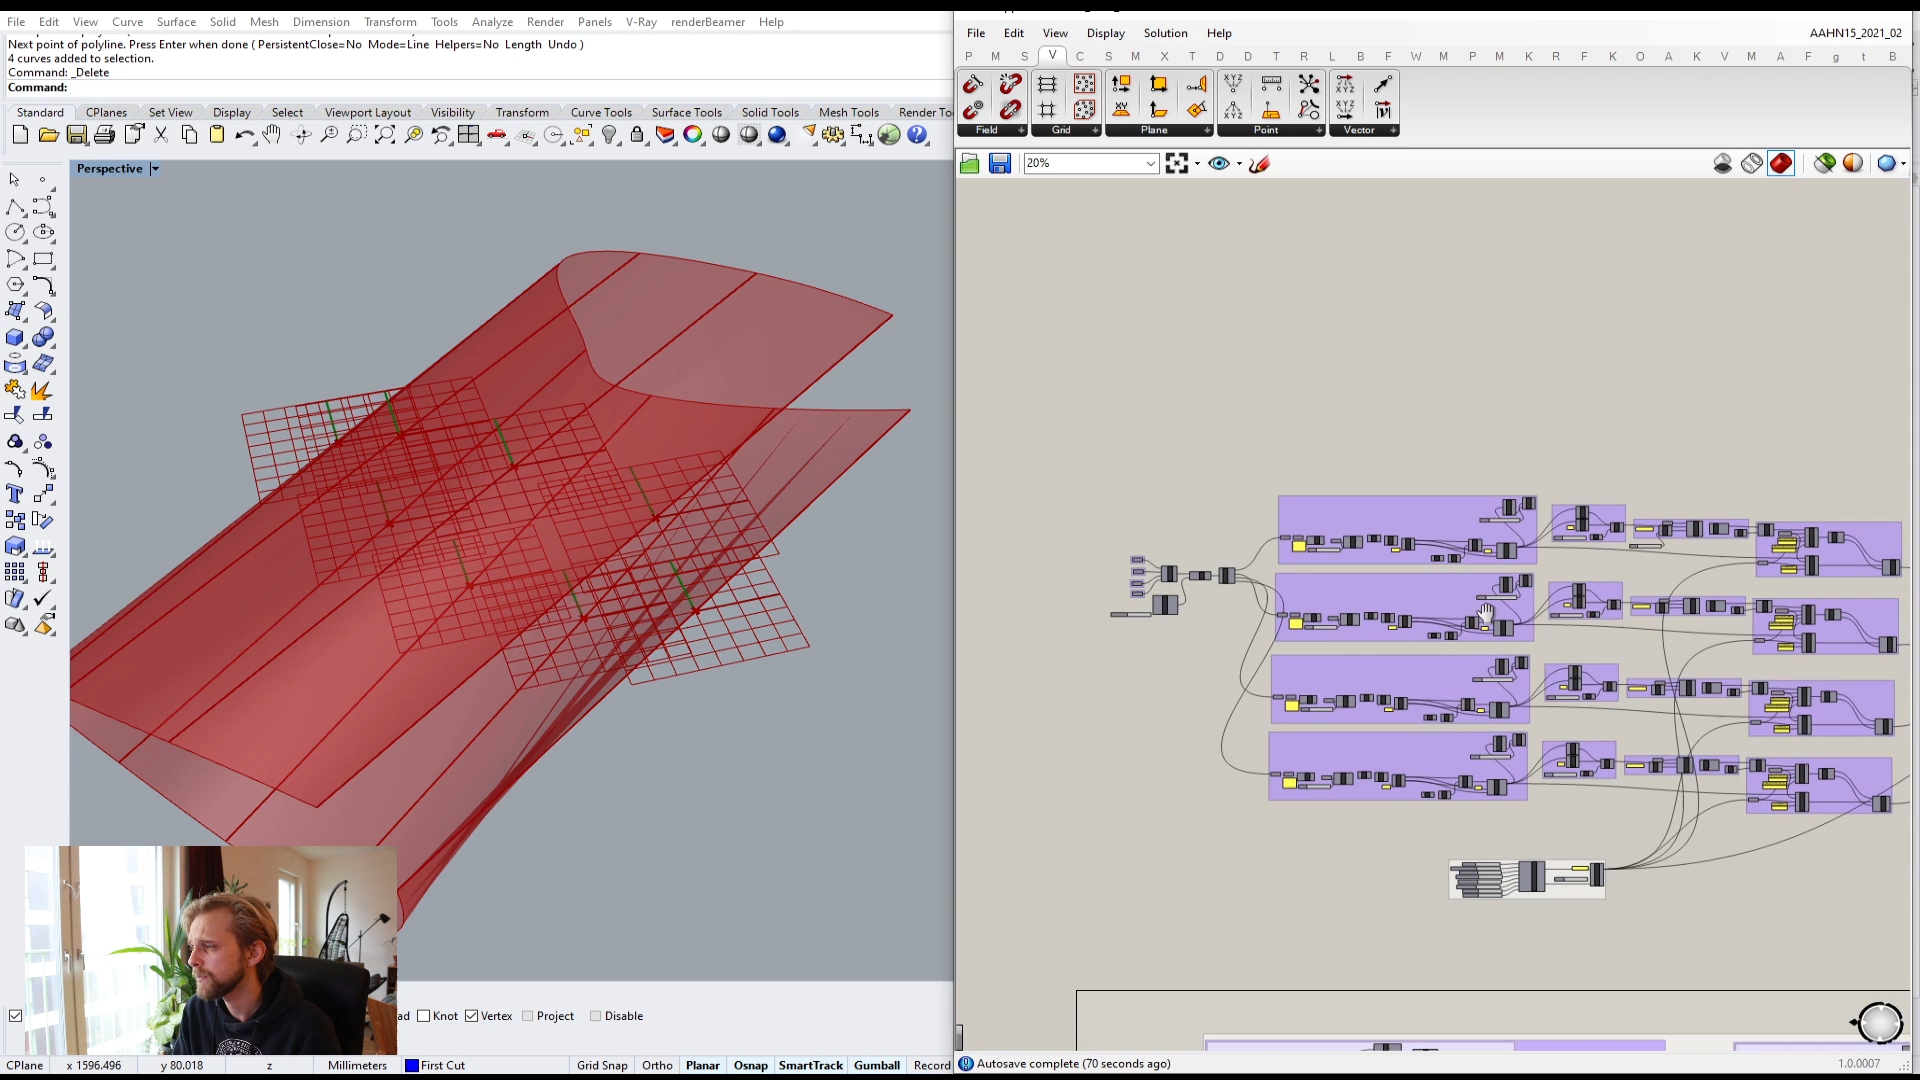 File Edit View Curve Surface Solid Mesh Dimension Transform Tools Analyze Render Panels V-Ray renderBeamer Help
Next point of polyline. Press Enter when done ( PersistentClose=No Mode=Line Helpers=No Length Undo )
4 curves added to selection.
Command: _Delete
Command:
Standard CPlanes Set View Display Select Viewport Layout Visibility Transform Curve Tools Surface Tools Solid Tools Mesh Tools Render To
Perspective
Knot Vertex Project Disable
CPlane x 1596.496 y 80.018 z Millimeters First Cut Grid Snap Ortho Planar Osnap SmartTrack Gumball Record
File Edit View Display Solution Help AAHN15_2021_02
P M S V C S M X T D D T R L B F W M P M K R F K O A K V A F g t B
Field Grid Plane Point Vector
20%
Autosave complete (70 seconds ago) 1.0.0007